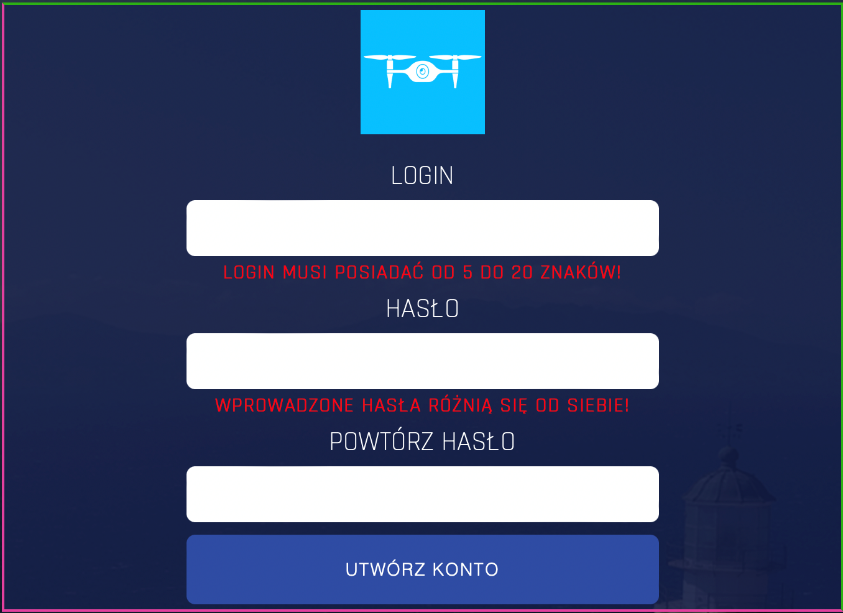 LOGIN
LOGIN MUSI POSIADAĆ OD 5 DO 20 ZNAKÓW!
HASŁO
WPROWADZONE HASŁA RÓŻNIĄ SIĘ OD SIEBIE!
POWTÓRZ HASŁO
UTWÓRZ KONTO